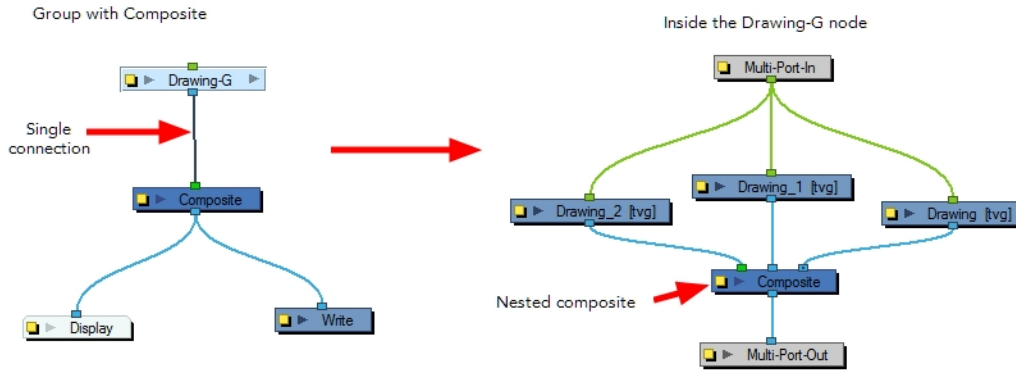 Group with Composite
Inside the Drawing-G node
Drawing-G
Multi-Port-In
Single
connection
Composite
Drawing_1 [tvg]
Drawing_2 [tvg]
Drawing [tvg]
Composite
Nested composite
Display
Write
Multi-Port-Out